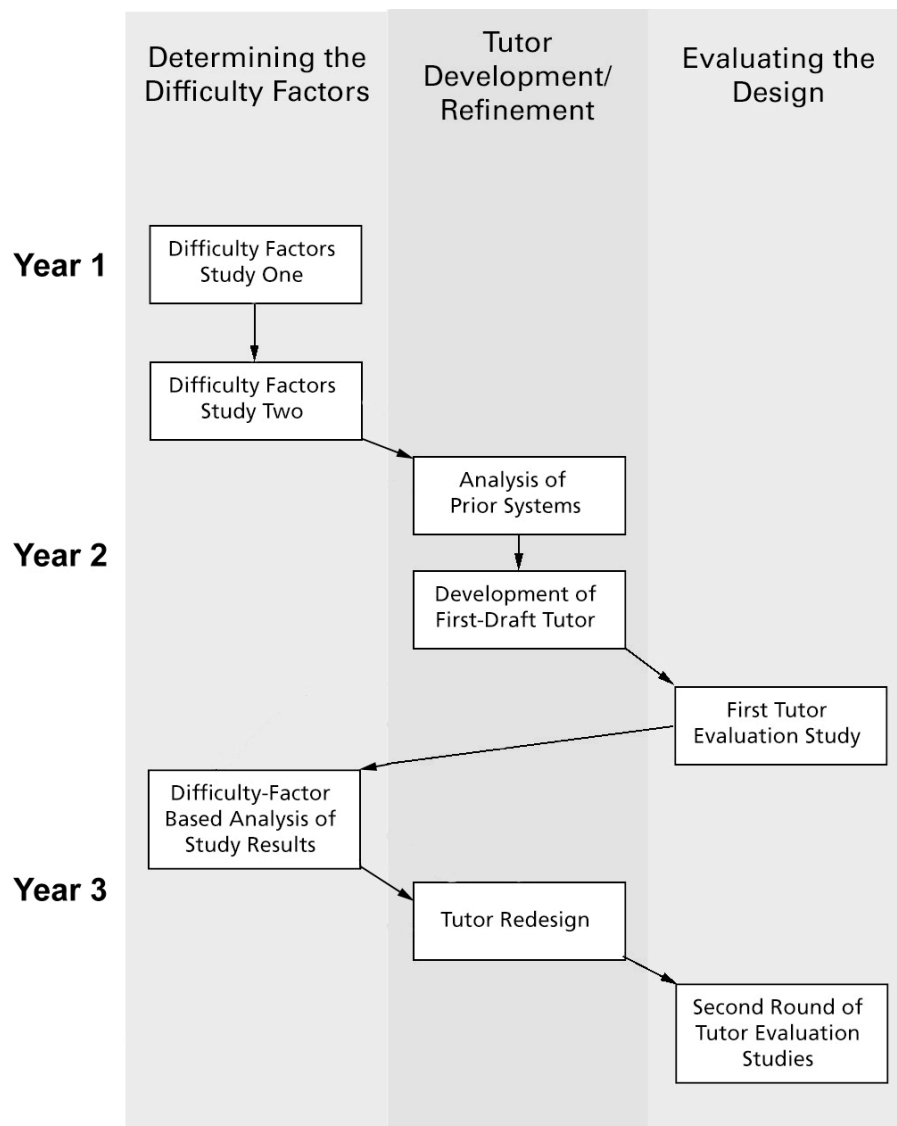 Determining the
Difficulty Factors
Tutor
Development/
Refinement
Evaluating the
Design
Year 1
Difficulty Factors
Study One
Difficulty Factors
Study Two
Analysis of
Prior Systems
Year 2
Development of
First-Draft Tutor
First Tutor
Evaluation Study
Difficulty-Factor
Based Analysis of
Study Results
Year 3
Tutor Redesign
Second Round of
Tutor Evaluation
Studies